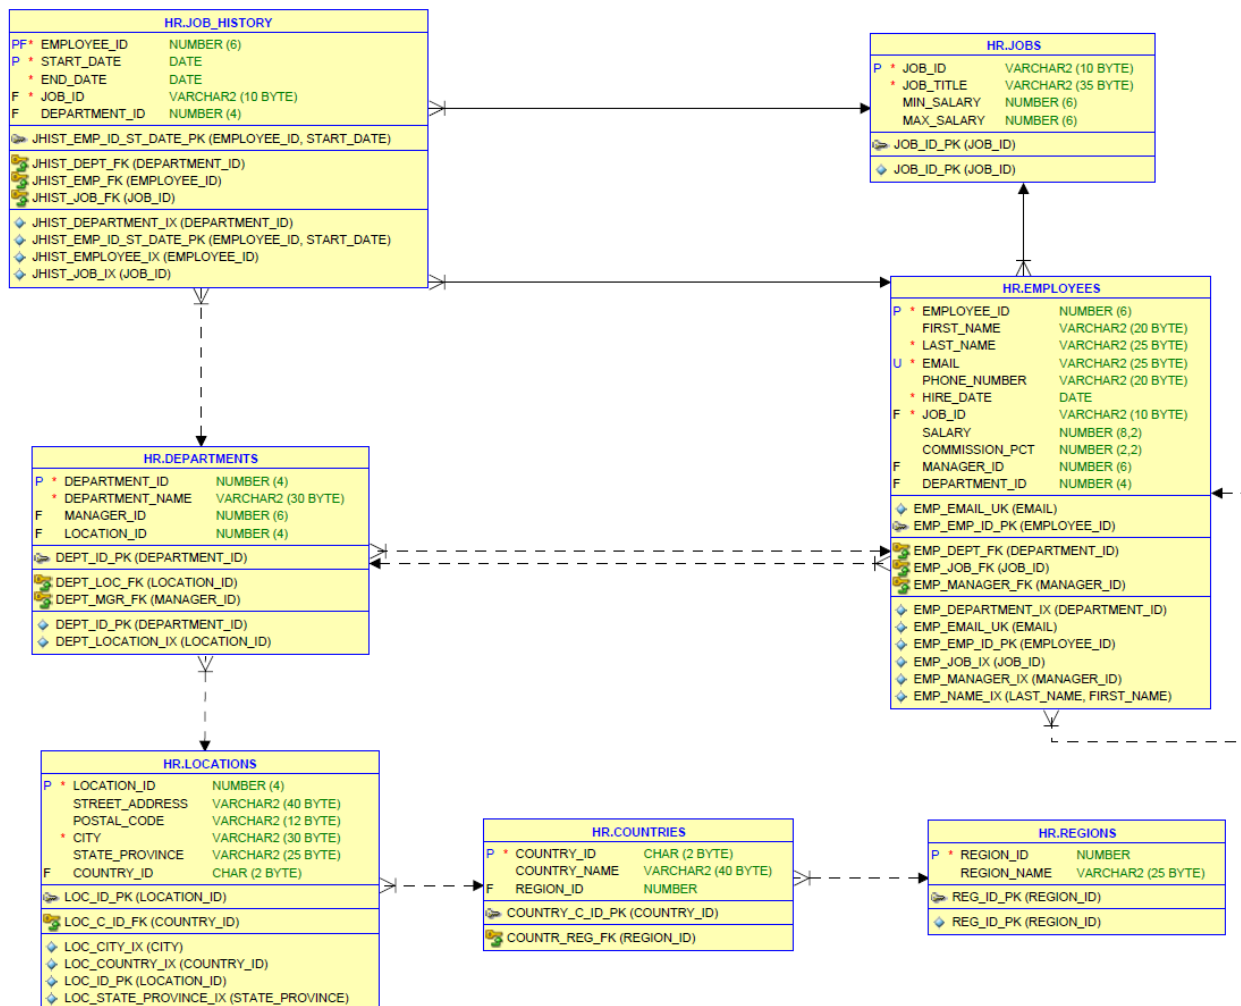 HR.JOB_HISTORY
PF* EMPLOYEE_ID NUMBER (6)
P * START_DATE DATE
* END_DATE DATE
F * JOB_ID VARCHAR2 (10 BYTE)
F DEPARTMENT_ID NUMBER (4)
JHIST_EMP_ID_ST_DATE_PK (EMPLOYEE_ID, START_DATE)
JHIST_DEPT_FK (DEPARTMENT_ID)
JHIST_EMP_FK (EMPLOYEE_ID)
JHIST_JOB_FK (JOB_ID)
JHIST_DEPARTMENT_IX (DEPARTMENT_ID)
JHIST_EMP_ID_ST_DATE_PK (EMPLOYEE_ID, START_DATE)
JHIST_EMPLOYEE_IX (EMPLOYEE_ID)
JHIST_JOB_IX (JOB_ID)
HR.JOBS
P * JOB_ID VARCHAR2 (10 BYTE)
* JOB_TITLE VARCHAR2 (35 BYTE)
MIN_SALARY NUMBER (6)
MAX_SALARY NUMBER (6)
JOB_ID_PK (JOB_ID)
JOB_ID_PK (JOB_ID)
HR.EMPLOYEES
P * EMPLOYEE_ID NUMBER (6)
FIRST_NAME VARCHAR2 (20 BYTE)
* LAST_NAME VARCHAR2 (25 BYTE)
U * EMAIL VARCHAR2 (25 BYTE)
PHONE_NUMBER VARCHAR2 (20 BYTE)
* HIRE_DATE DATE
F * JOB_ID VARCHAR2 (10 BYTE)
SALARY NUMBER (8,2)
COMMISSION_PCT NUMBER (2,2)
F MANAGER_ID NUMBER (6)
F DEPARTMENT_ID NUMBER (4)
EMP_EMAIL_UK (EMAIL)
EMP_EMP_ID_PK (EMPLOYEE_ID)
EMP_DEPT_FK (DEPARTMENT_ID)
EMP_JOB_FK (JOB_ID)
EMP_MANAGER_FK (MANAGER_ID)
EMP_DEPARTMENT_IX (DEPARTMENT_ID)
EMP_EMAIL_UK (EMAIL)
EMP_EMP_ID_PK (EMPLOYEE_ID)
EMP_JOB_IX (JOB_ID)
EMP_MANAGER_IX (MANAGER_ID)
EMP_NAME_IX (LAST_NAME, FIRST_NAME)
HR.DEPARTMENTS
P * DEPARTMENT_ID NUMBER (4)
* DEPARTMENT_NAME VARCHAR2 (30 BYTE)
F MANAGER_ID NUMBER (6)
F LOCATION_ID NUMBER (4)
DEPT_ID_PK (DEPARTMENT_ID)
DEPT_LOC_FK (LOCATION_ID)
DEPT_MGR_FK (MANAGER_ID)
DEPT_ID_PK (DEPARTMENT_ID)
DEPT_LOCATION_IX (LOCATION_ID)
HR.LOCATIONS
P * LOCATION_ID NUMBER (4)
STREET_ADDRESS VARCHAR2 (40 BYTE)
POSTAL_CODE VARCHAR2 (12 BYTE)
* CITY VARCHAR2 (30 BYTE)
STATE_PROVINCE VARCHAR2 (25 BYTE)
F COUNTRY_ID CHAR (2 BYTE)
LOC_ID_PK (LOCATION_ID)
LOC_C_ID_FK (COUNTRY_ID)
LOC_CITY_IX (CITY)
LOC_COUNTRY_IX (COUNTRY_ID)
LOC_ID_PK (LOCATION_ID)
LOC_STATE_PROVINCE_IX (STATE_PROVINCE)
HR.COUNTRIES
P * COUNTRY_ID CHAR (2 BYTE)
COUNTRY_NAME VARCHAR2 (40 BYTE)
F REGION_ID NUMBER
COUNTRY_C_ID_PK (COUNTRY_ID)
COUNTR_REG_FK (REGION_ID)
HR.REGIONS
P * REGION_ID NUMBER
REGION_NAME VARCHAR2 (25 BYTE)
REG_ID_PK (REGION_ID)
REG_ID_PK (REGION_ID)